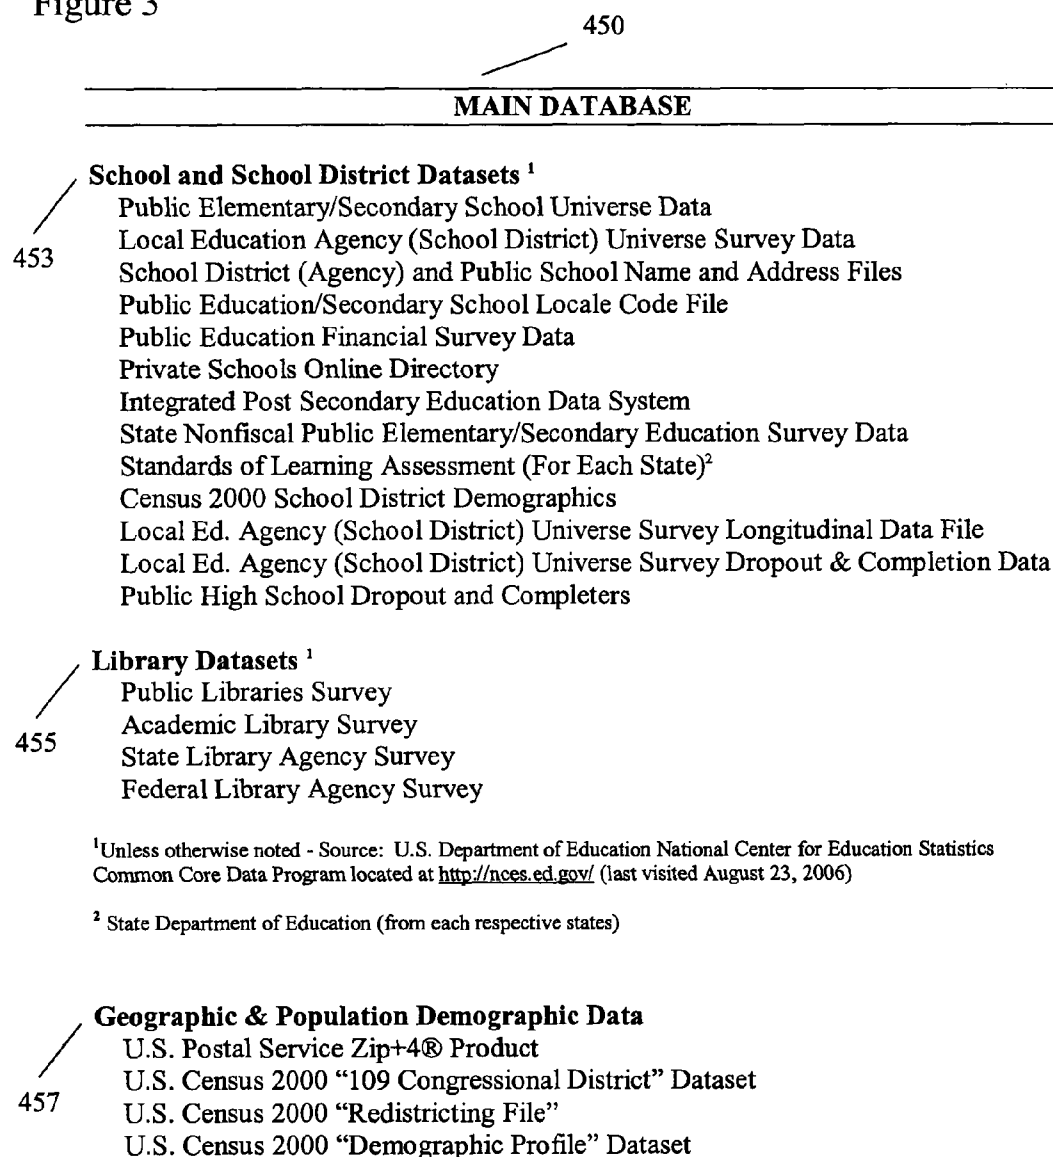 Figure 3
450
MAIN DATABASE
School and School District Datasets ¹
Public Elementary/Secondary School Universe Data
Local Education Agency (School District) Universe Survey Data
453
School District (Agency) and Public School Name and Address Files
Public Education/Secondary School Locale Code File
Public Education Financial Survey Data
Private Schools Online Directory
Integrated Post Secondary Education Data System
State Nonfiscal Public Elementary/Secondary Education Survey Data
Standards of Learning Assessment (For Each State)²
Census 2000 School District Demographics
Local Ed. Agency (School District) Universe Survey Longitudinal Data File
Local Ed. Agency (School District) Universe Survey Dropout & Completion Data
Public High School Dropout and Completers
Library Datasets ¹
Public Libraries Survey
Academic Library Survey
455
State Library Agency Survey
Federal Library Agency Survey
¹Unless otherwise noted - Source: U.S. Department of Education National Center for Education Statistics
Common Core Data Program located at http://nces.ed.gov/ (last visited August 23, 2006)
² State Department of Education (from each respective states)
Geographic & Population Demographic Data
U.S. Postal Service Zip+4® Product
U.S. Census 2000 “109 Congressional District” Dataset
457
U.S. Census 2000 “Redistricting File”
U.S. Census 2000 “Demographic Profile” Dataset